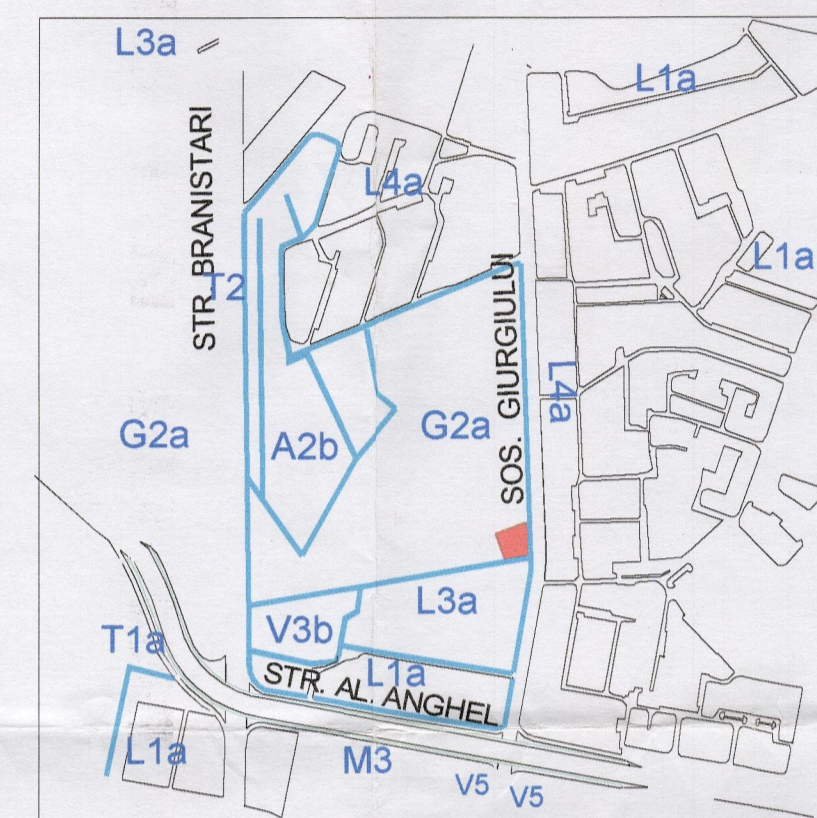 L3a
L1a
STR. BRANISTARI
L4a
L1a
T2
SOS. GIURGIULUI
L4a
G2a
A2b
G2a
L3a
V3b
T1a
L1a
STR. AL. ANGHEL
L1a
M3
V5
V5